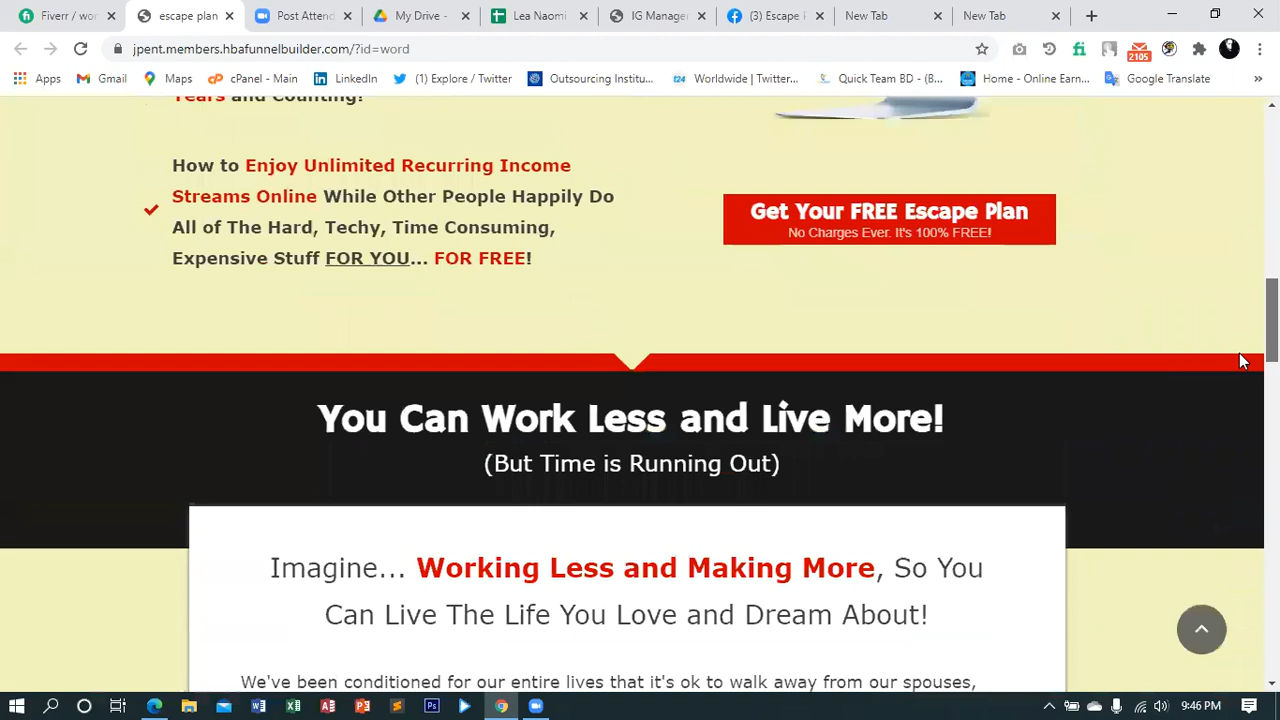 Fiverr / wor
escape plan
Post Attend
My Drive -
Lea Naomi
IG Manage
(3) Escape F
New Tab
New Tab
jpent.members.hbafunnelbuilder.com/?id=word
2105
Apps
Gmail
Maps
cPanel - Main
LinkedIn
(1) Explore / Twitter
Outsourcing Institu...
t24
Worldwide | Twitter...
Quick Team BD - (B...
Home - Online Earn...
Google Translate
Years and Counting!
How to Enjoy Unlimited Recurring Income
Streams Online While Other People Happily Do
All of The Hard, Techy, Time Consuming,
Expensive Stuff FOR YOU... FOR FREE!
Get Your FREE Escape Plan
No Charges Ever. It's 100% FREE!
You Can Work Less and Live More!
(But Time is Running Out)
Imagine... Working Less and Making More, So You
Can Live The Life You Love and Dream About!
We've been conditioned for our entire lives that it's ok to walk away from our spouses,
9:46 PM